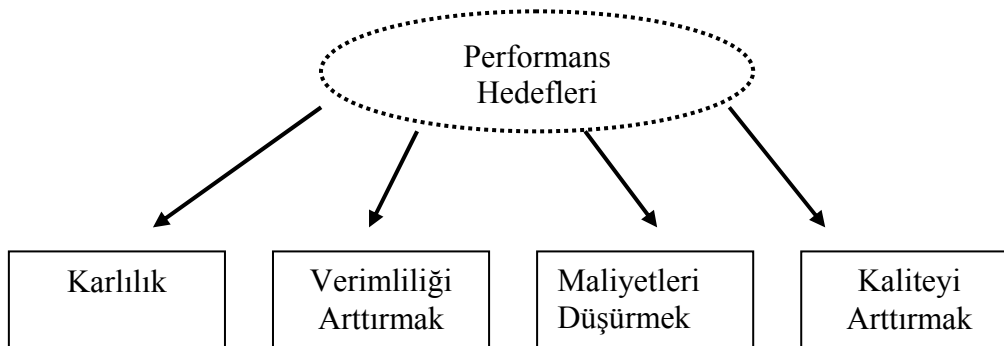 Performans
Hedefleri
Karlılık
Verimliliği
Arttırmak
Maliyetleri
Düşürmek
Kaliteyi
Arttırmak